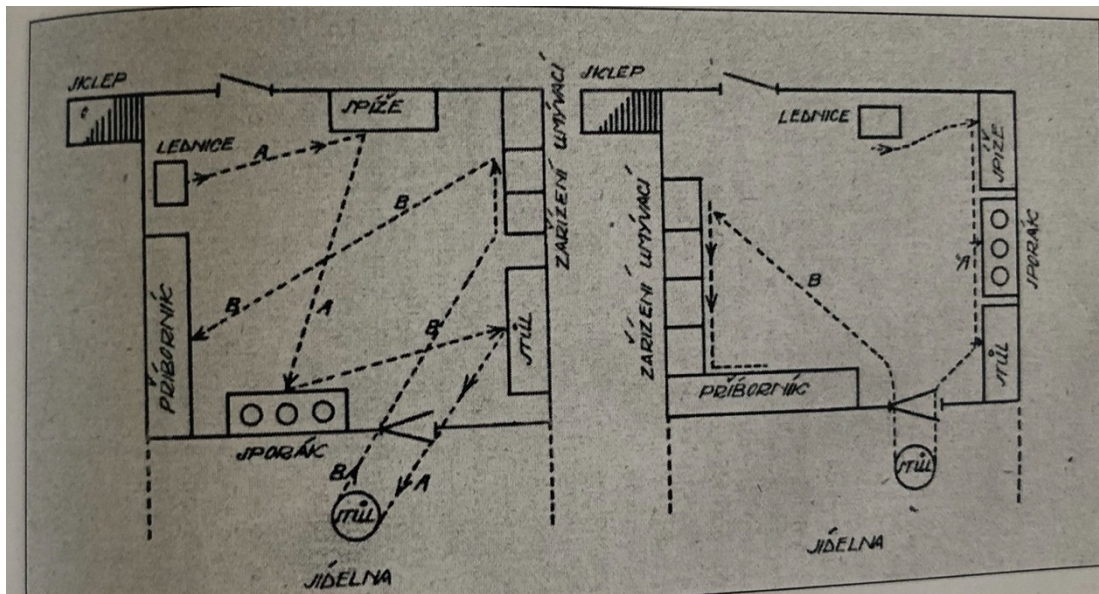 SKLEP
SPÍŽE
LEDNICE
A
B
ZAŘÍZENÍ UMÝVACÍ
B
A
B
PŘÍBORNÍK
STŮL
SPORÁK
B
A
STŮL
JÍDELNA
SKLEP
LEDNICE
SPÍŽ
ZAŘÍZENÍ UMÝVACÍ
SPORÁK
A
B
STŮL
PŘÍBORNÍK
STŮL
JÍDELNA